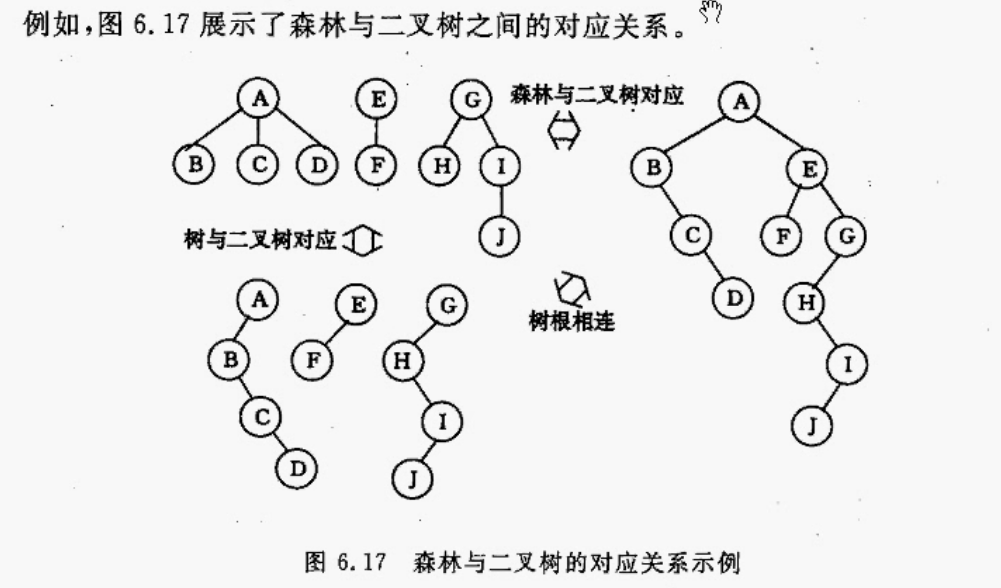 例如,图 6.17 展示了森林与二叉树之间的对应关系。
A E G 森林与二叉树对应 A
B C D F H I B E
树与二叉树对应 J C F G
A E G 树根相连 D H
B F H I
C I J
D J
图 6.17 森林与二叉树的对应关系示例